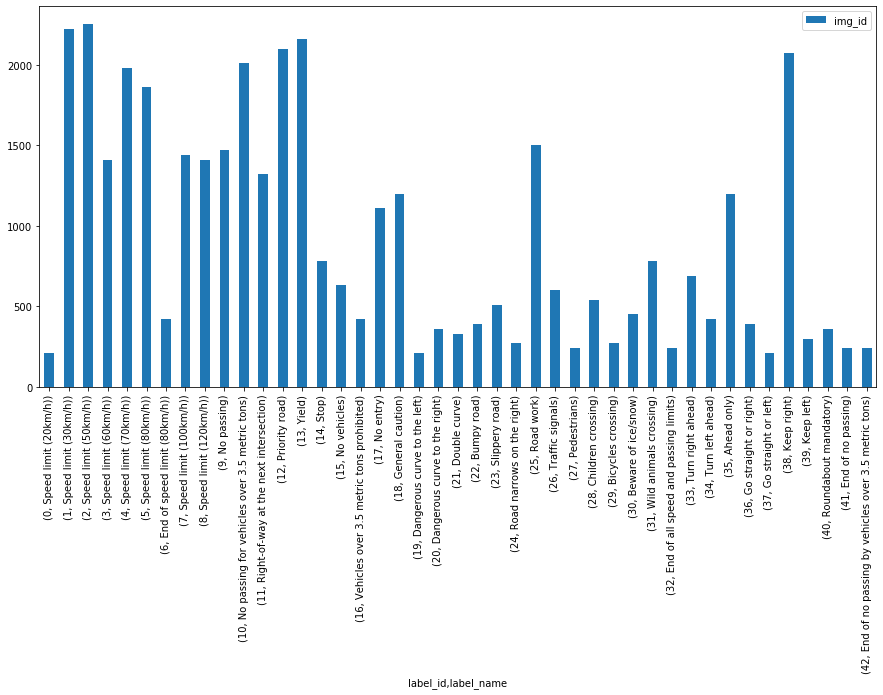 img_id
2000
1500
1000
500
0
(0, Speed limit (20km/h))
(1, Speed limit (30km/h))
(2, Speed limit (50km/h))
(3, Speed limit (60km/h))
(4, Speed limit (70km/h))
(5, Speed limit (80km/h))
(6, End of speed limit (80km/h))
(7, Speed limit (100km/h))
(8, Speed limit (120km/h))
(9, No passing)
(10, No passing for vehicles over 3.5 metric tons)
(11, Right-of-way at the next intersection)
(12, Priority road)
(13, Yield)
(14, Stop)
(15, No vehicles)
(16, Vehicles over 3.5 metric tons prohibited)
(17, No entry)
(18, General caution)
(19, Dangerous curve to the left)
(20, Dangerous curve to the right)
(21, Double curve)
(22, Bumpy road)
(23, Slippery road)
(24, Road narrows on the right)
(25, Road work)
(26, Traffic signals)
(27, Pedestrians)
(28, Children crossing)
(29, Bicycles crossing)
(30, Beware of ice/snow)
(31, Wild animals crossing)
(32, End of all speed and passing limits)
(33, Turn right ahead)
(34, Turn left ahead)
(35, Ahead only)
(36, Go straight or right)
(37, Go straight or left)
(38, Keep right)
(39, Keep left)
(40, Roundabout mandatory)
(41, End of no passing)
(42, End of no passing by vehicles over 3.5 metric tons)
label_id,label_name